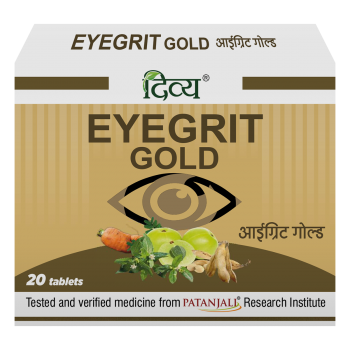 EYEGRIT GOLD आईग्रिट गोल्ड
दिव्य®
EYEGRIT
GOLD
आईग्रिट गोल्ड
20 tablets
Tested and verified medicine from PATANJALI® Research Institute